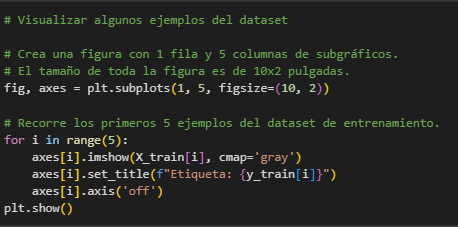 # Visualizar algunos ejemplos del dataset
# Crea una figura con 1 fila y 5 columnas de subgráficos.
# El tamaño de toda la figura es de 10x2 pulgadas.
fig, axes = plt.subplots(1, 5, figsize=(10, 2))
# Recorre los primeros 5 ejemplos del dataset de entrenamiento.
for i in range(5):
    axes[i].imshow(X_train[i], cmap='gray')
    axes[i].set_title(f"Etiqueta: {y_train[i]}")
    axes[i].axis('off')
plt.show()